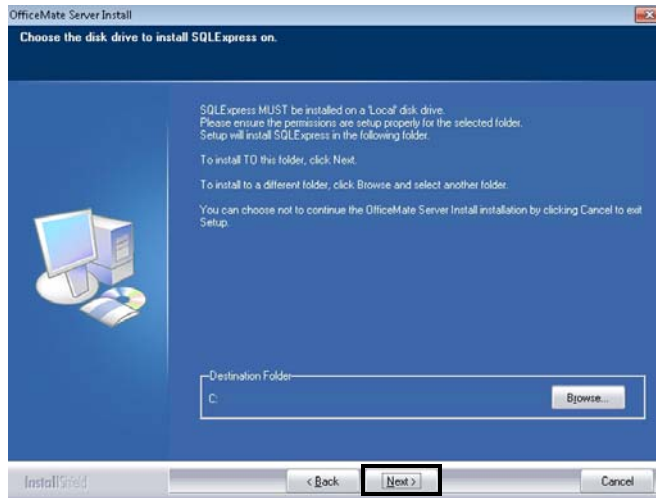 OfficeMate Server Install
Choose the disk drive to install SQLExpress on.
SQLExpress MUST be installed on a 'Local' disk drive.
Please ensure the permissions are setup properly for the selected folder.
Setup will install SQLExpress in the following folder.
To install TO this folder, click Next.
To install to a different folder, click Browse and select another folder.
You can choose not to continue the OfficeMate Server Install installation by clicking Cancel to exit
Setup.
Destination Folder
C:
Browse...
InstallShield
< Back
Next >
Cancel